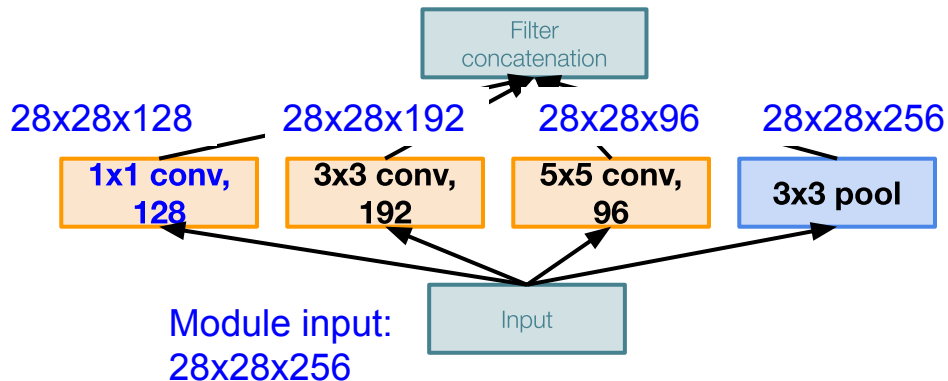 Filter
concatenation
28x28x128
28x28x192
28x28x96
28x28x256
1x1 conv,
128
3x3 conv,
192
5x5 conv,
96
3x3 pool
Module input:
28x28x256
Input